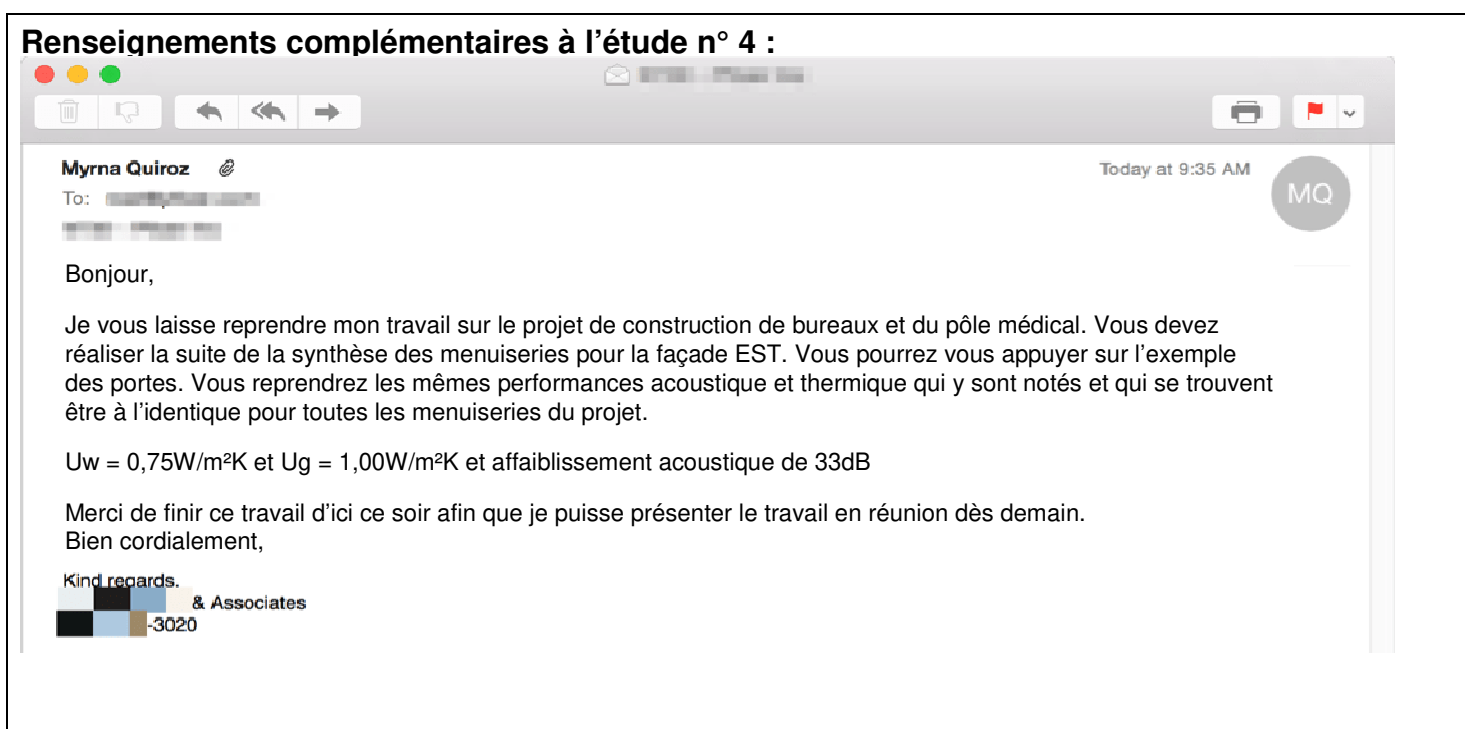 Renseignements complémentaires à l’étude n° 4 :
Myrna Quiroz
Today at 9:35 AM
MQ
To:
Bonjour,
Je vous laisse reprendre mon travail sur le projet de construction de bureaux et du pôle médical. Vous devez
réaliser la suite de la synthèse des menuiseries pour la façade EST. Vous pourrez vous appuyer sur l’exemple
des portes. Vous reprendrez les mêmes performances acoustique et thermique qui y sont notés et qui se trouvent
être à l’identique pour toutes les menuiseries du projet.
Uw = 0,75W/m²K et Ug = 1,00W/m²K et affaiblissement acoustique de 33dB
Merci de finir ce travail d’ici ce soir afin que je puisse présenter le travail en réunion dès demain.
Bien cordialement,
Kind regards,
& Associates
-3020